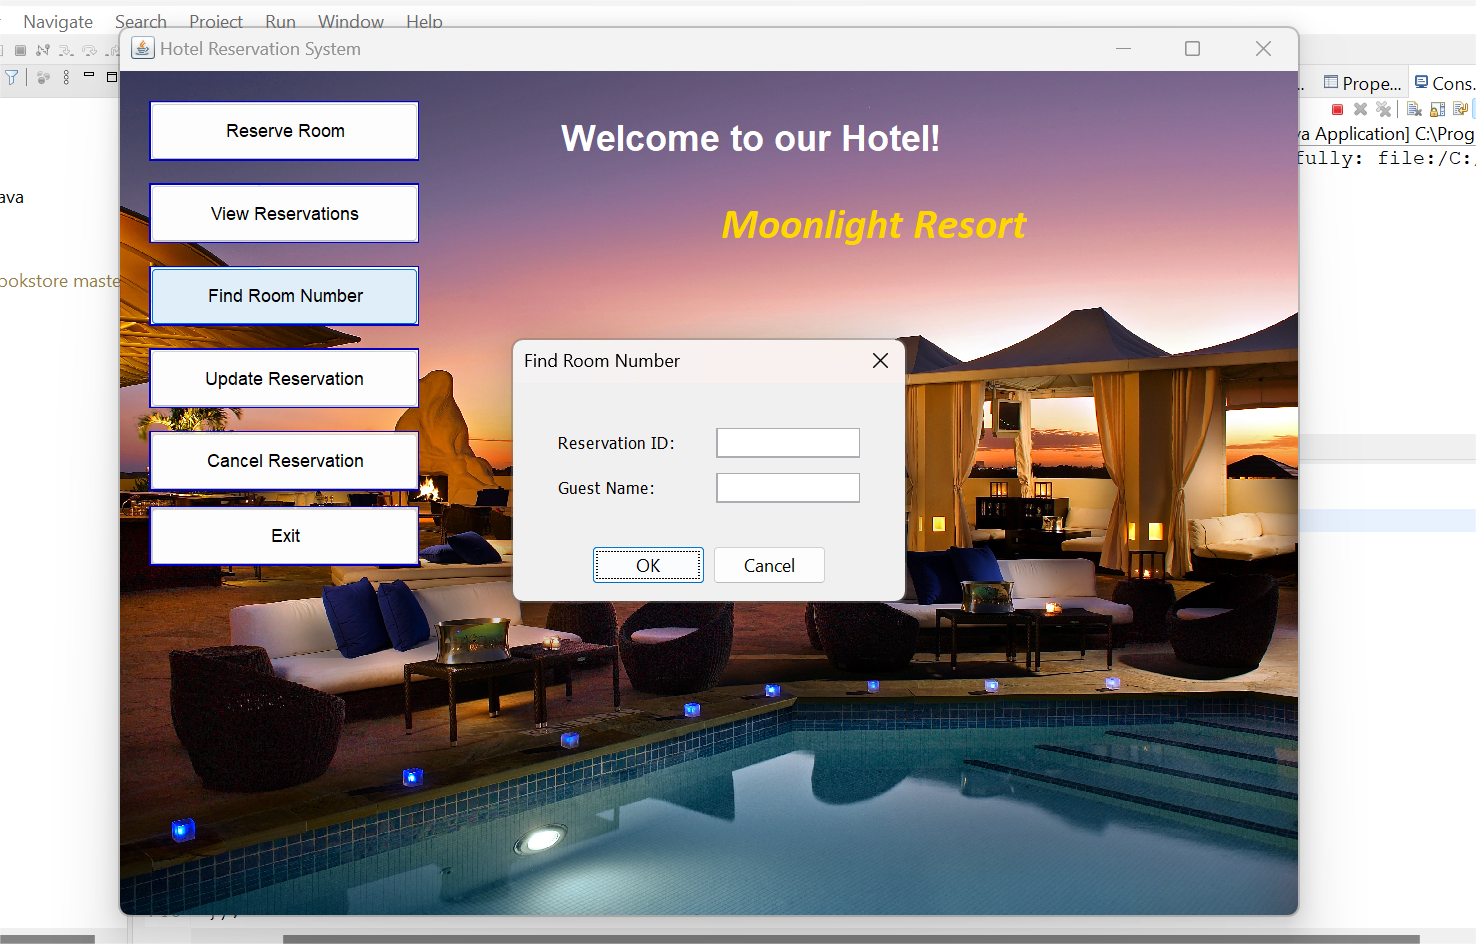 Navigate Search Project Run Window Help
Hotel Reservation System
Prope... Cons.
Reserve Room
Welcome to our Hotel!
va Application] C:\Prog
fully: file:/C:/
ava
View Reservations
Moonlight Resort
ookstore maste
Find Room Number
Find Room Number
Update Reservation
Reservation ID:
Cancel Reservation
Guest Name:
Exit
OK Cancel